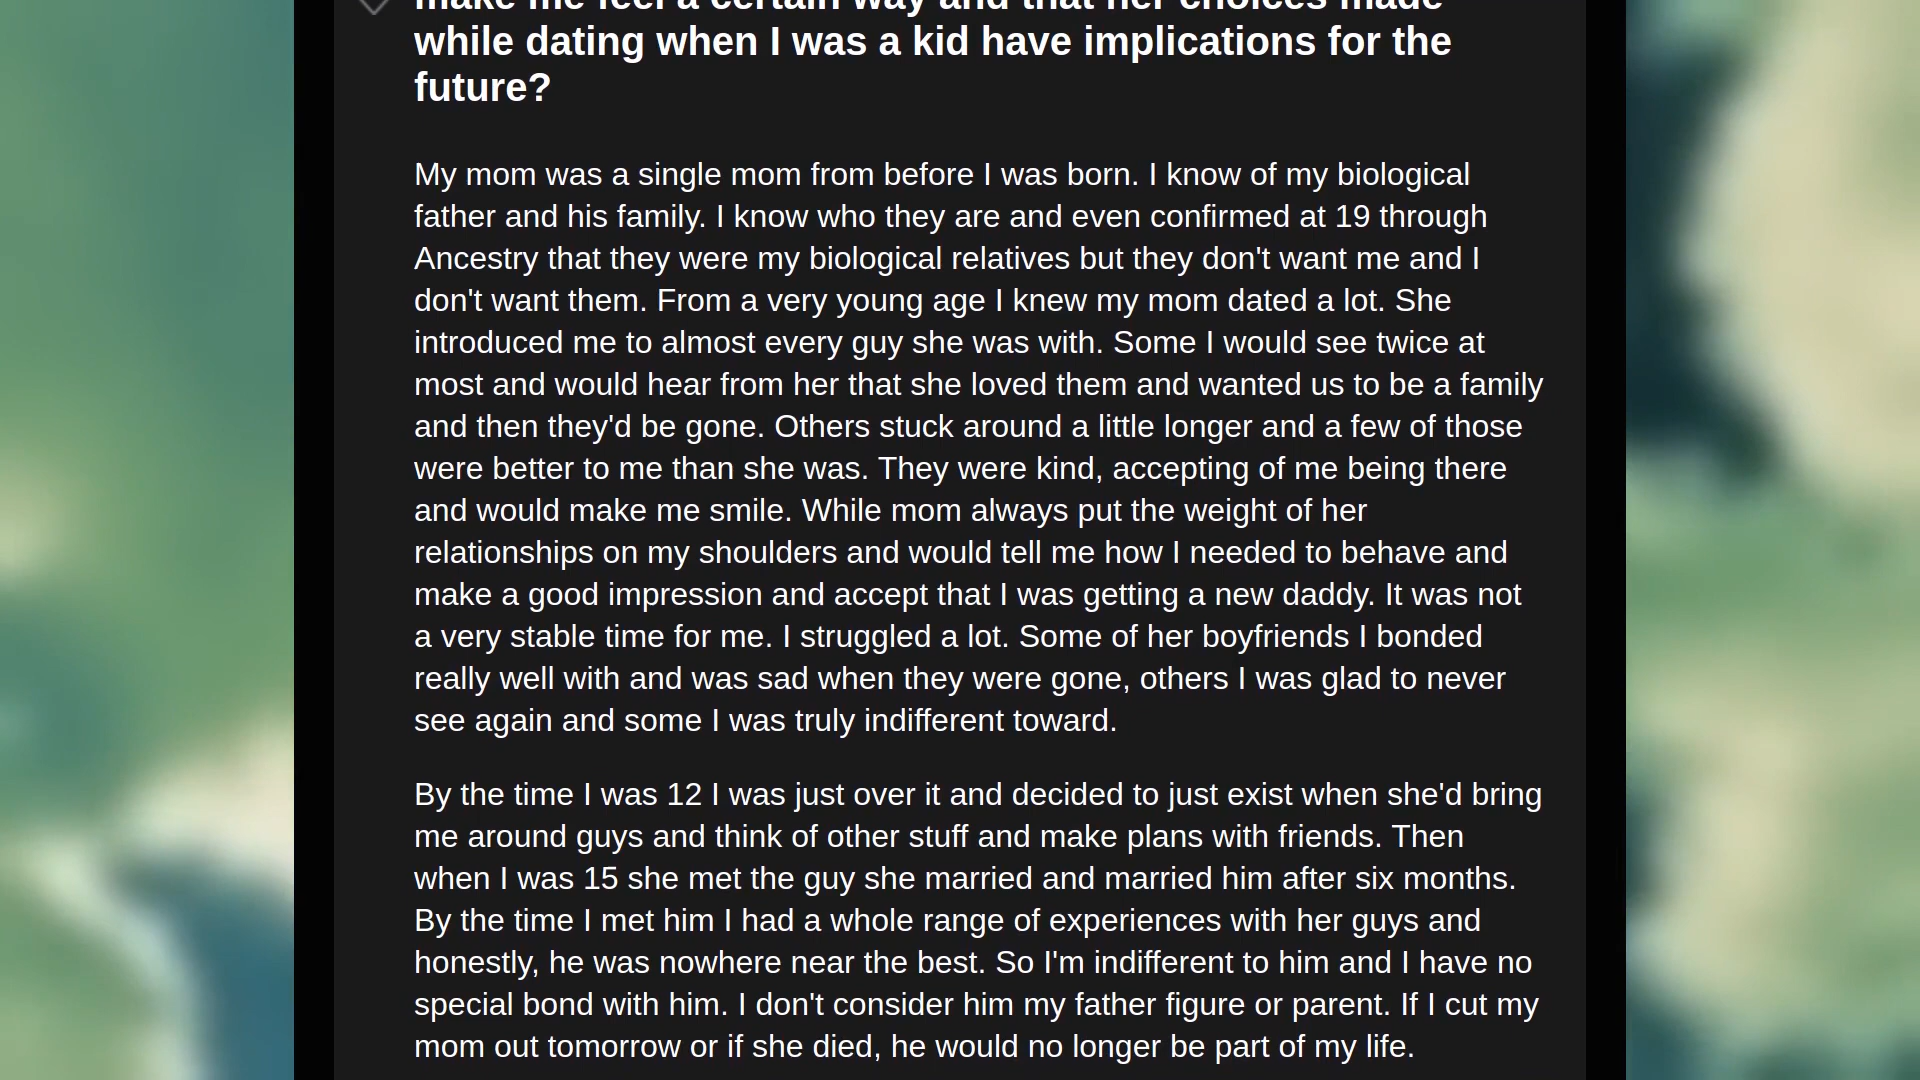 make me feel a certain way and that her choices made
while dating when I was a kid have implications for the
future?
My mom was a single mom from before I was born. I know of my biological
father and his family. I know who they are and even confirmed at 19 through
Ancestry that they were my biological relatives but they don't want me and I
don't want them. From a very young age I knew my mom dated a lot. She
introduced me to almost every guy she was with. Some I would see twice at
most and would hear from her that she loved them and wanted us to be a family
and then they'd be gone. Others stuck around a little longer and a few of those
were better to me than she was. They were kind, accepting of me being there
and would make me smile. While mom always put the weight of her
relationships on my shoulders and would tell me how I needed to behave and
make a good impression and accept that I was getting a new daddy. It was not
a very stable time for me. I struggled a lot. Some of her boyfriends I bonded
really well with and was sad when they were gone, others I was glad to never
see again and some I was truly indifferent toward.
By the time I was 12 I was just over it and decided to just exist when she'd bring
me around guys and think of other stuff and make plans with friends. Then
when I was 15 she met the guy she married and married him after six months.
By the time I met him I had a whole range of experiences with her guys and
honestly, he was nowhere near the best. So I'm indifferent to him and I have no
special bond with him. I don't consider him my father figure or parent. If I cut my
mom out tomorrow or if she died, he would no longer be part of my life.